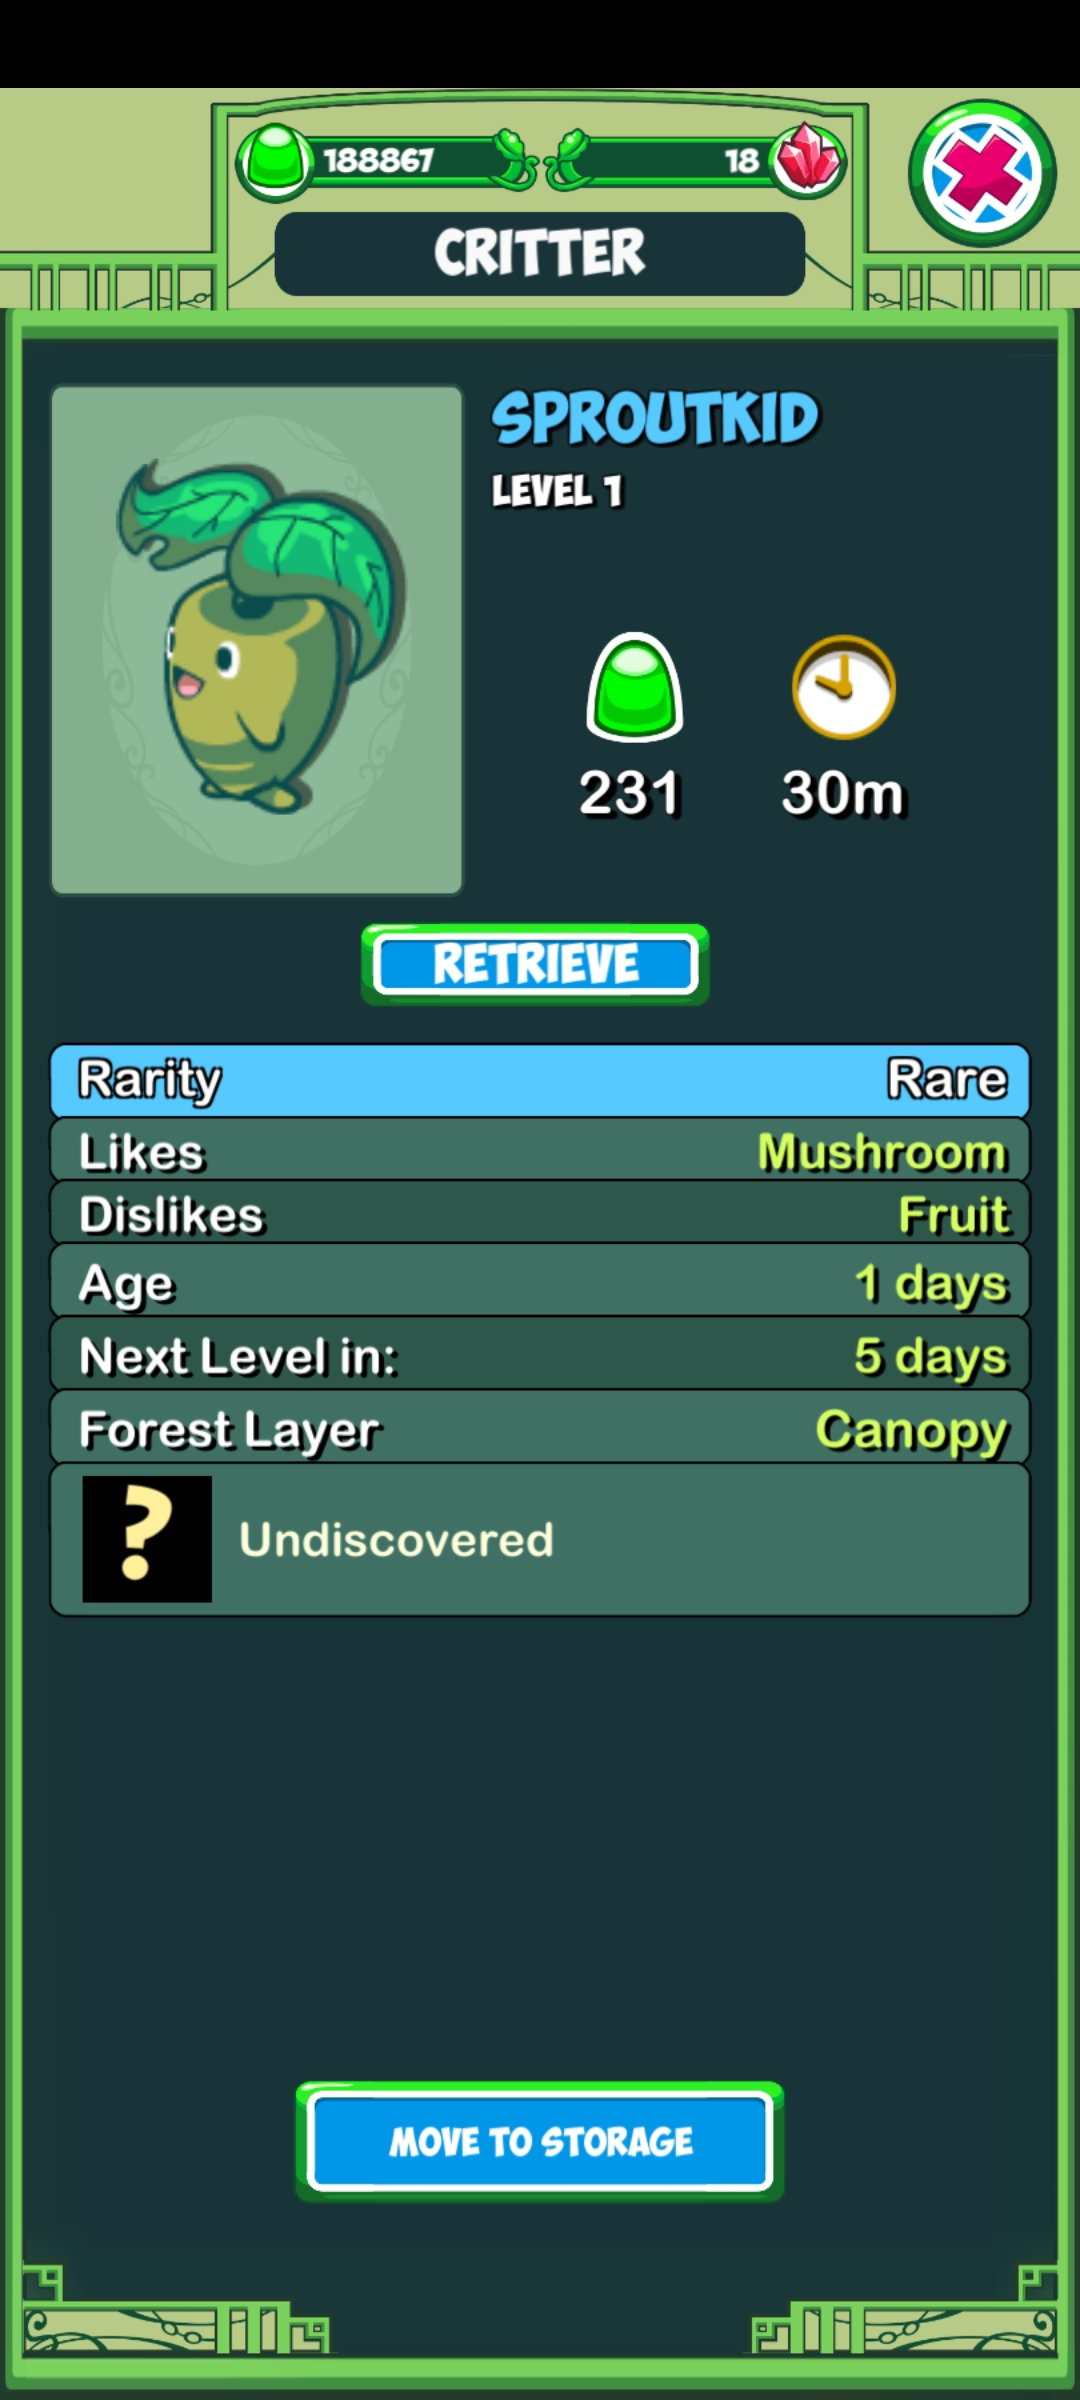 188867
18
CRITTER
SPROUTKID
LEVEL 1
231
30m
RETRIEVE
Rarity Rare
Likes Mushroom
Dislikes Fruit
Age 1 days
Next Level in: 5 days
Forest Layer Canopy
? Undiscovered
MOVE TO STORAGE